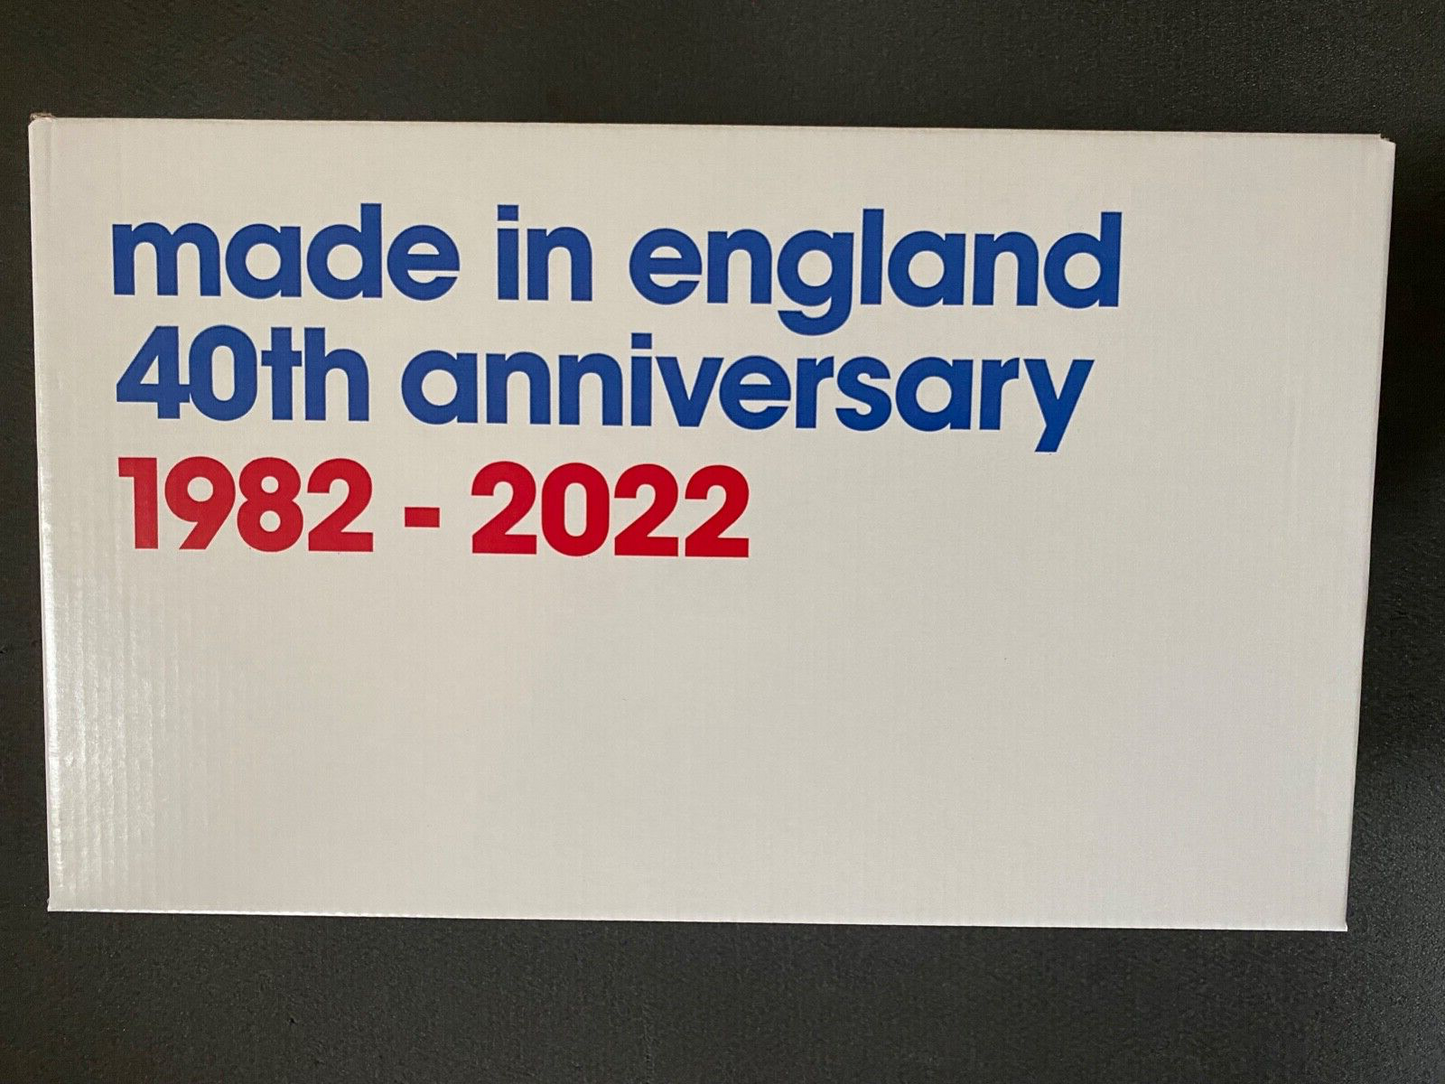 made in england
40th anniversary
1982 - 2022